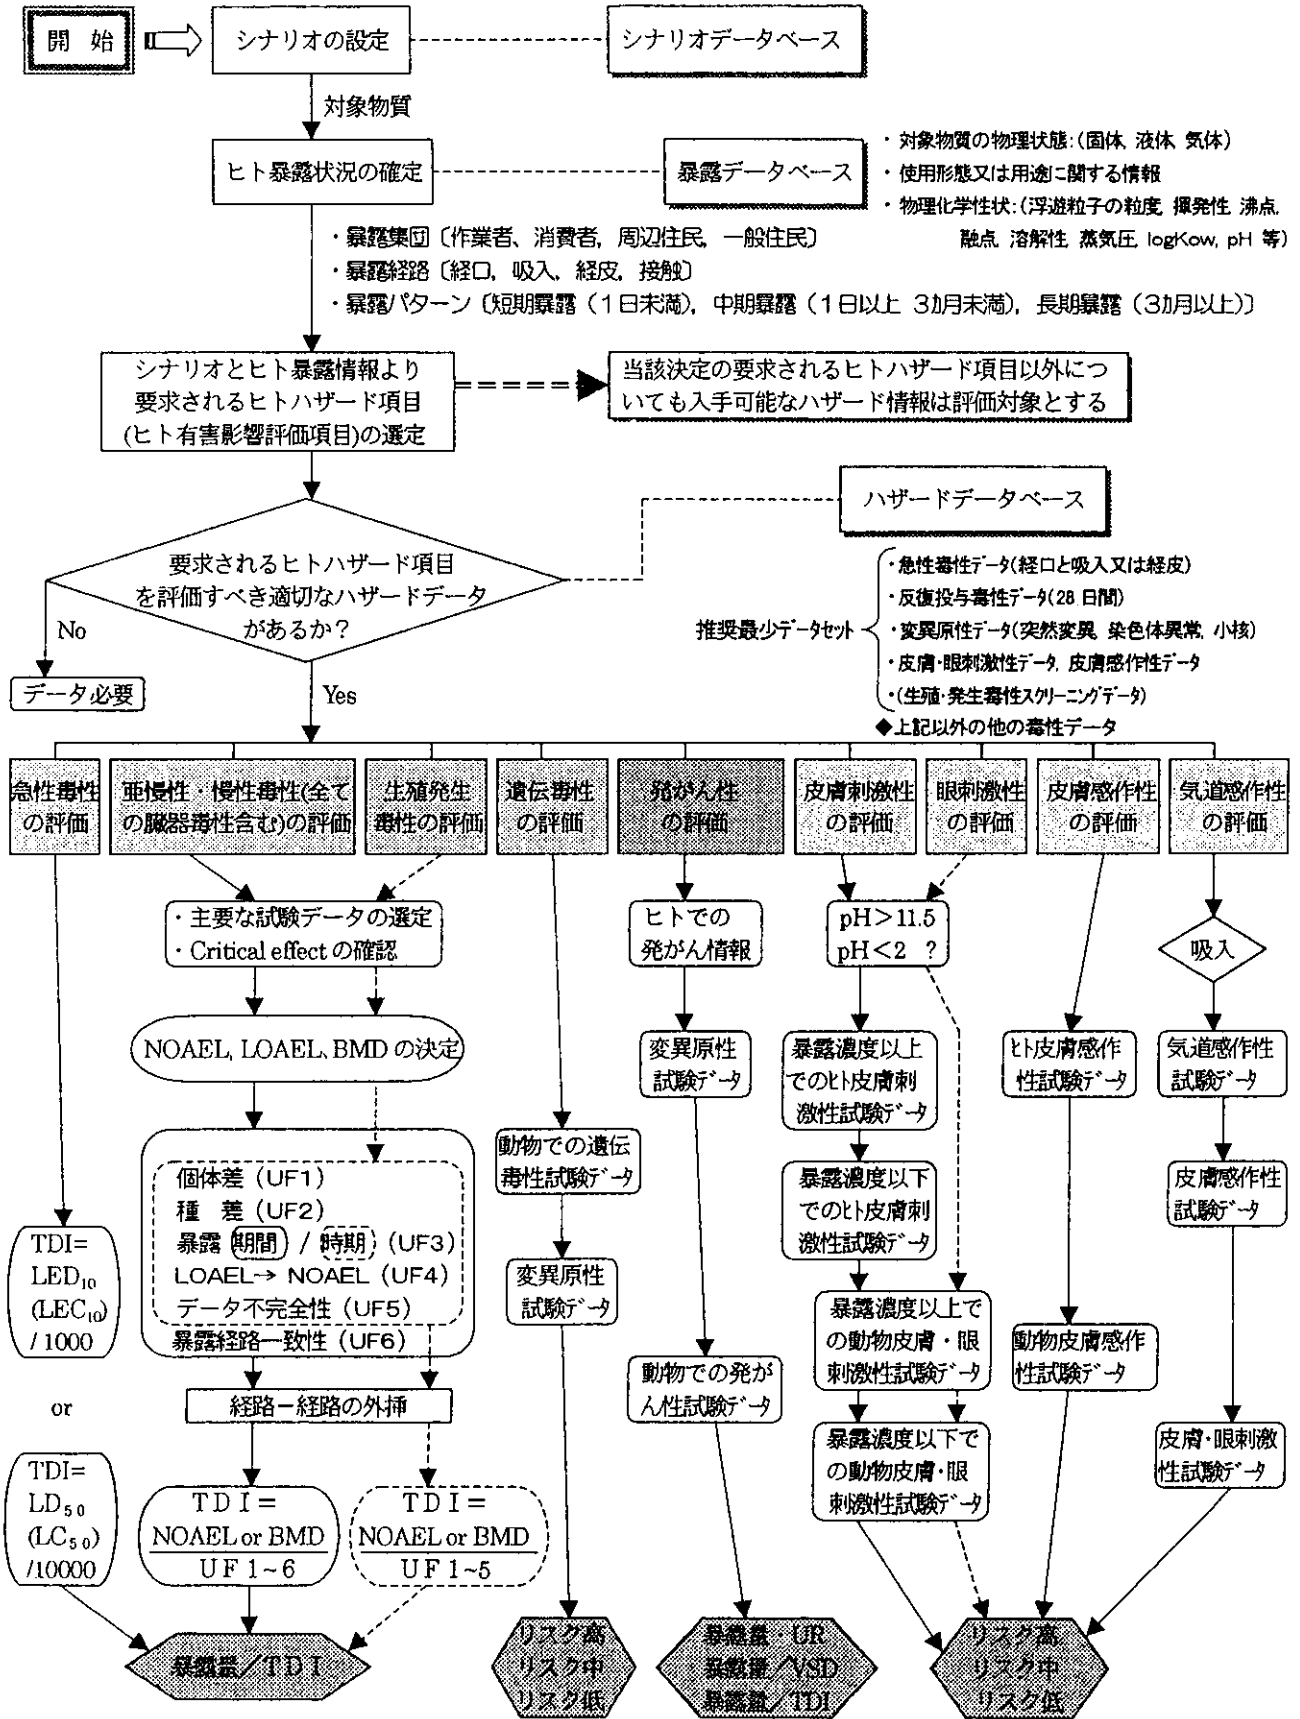 開　始
シナリオの設定
シナリオデータベース
対象物質
ヒト暴露状況の確定
暴露データベース
・対象物質の物理状態:(固体, 液体, 気体)
・使用形態又は用途に関する情報
・物理化学性状:(浮遊粒子の粒度, 揮発性, 沸点,
融点, 溶解性, 蒸気圧, logKow, pH 等)
・暴露集団〔作業者、消費者, 周辺住民, 一般住民〕
・暴露経路〔経口, 吸入, 経皮, 接触〕
・暴露パターン〔短期暴露（1日未満）, 中期暴露（1日以上 3カ月未満）, 長期暴露（3カ月以上）〕
シナリオとヒト暴露情報より
要求されるヒトハザード項目
(ヒト有害影響評価項目)の選定
当該決定の要求されるヒトハザード項目以外につ
いても入手可能なハザード情報は評価対象とする
ハザードデータベース
要求されるヒトハザード項目
を評価すべき適切なハザードデータ
があるか？
No
データ必要
Yes
推奨最少データセット
・急性毒性データ(経口と吸入又は経皮)
・反復投与毒性データ(28 日間)
・変異原性データ(突然変異, 染色体異常, 小核)
・皮膚・眼刺激性データ, 皮膚感作性データ
・(生殖・発生毒性スクリーニングデータ)
◆上記以外の他の毒性データ
急性毒性
の評価
亜慢性・慢性毒性(全て
の臓器毒性含む)の評価
生殖発生
毒性の評価
遺伝毒性
の評価
発がん性
の評価
皮膚刺激性
の評価
眼刺激性
の評価
皮膚感作性
の評価
気道感作性
の評価
・主要な試験データの選定
・Critical effect の確認
ヒトでの
発がん情報
pH＞11.5
pH＜2 ？
吸入
NOAEL, LOAEL, BMD の決定
変異原性
試験データ
暴露濃度以上
でのヒト皮膚刺
激性試験データ
ヒト皮膚感作
性試験データ
気道感作性
試験データ
個体差（UF1）
種　差（UF2）
暴露 期間 / 時期 （UF3）
LOAEL→ NOAEL（UF4）
データ不完全性（UF5）
暴露経路一致性（UF6）
動物での遺伝
毒性試験データ
暴露濃度以下
でのヒト皮膚刺
激性試験データ
皮膚感作性
試験データ
TDI=
LED10
(LEC10)
/1000
変異原性
試験データ
暴露濃度以上で
の動物皮膚・眼
刺激性試験データ
動物皮膚感作
性試験データ
動物での発が
ん性試験データ
or
経路－経路の外挿
暴露濃度以下で
の動物皮膚・眼
刺激性試験データ
皮膚・眼刺激
性試験データ
TDI=
LD50
(LC50)
/10000
TDI=
NOAEL or BMD
UF 1~6
TDI=
NOAEL or BMD
UF 1~5
暴露量／TDI
リスク高
リスク中
リスク低
暴露量・UR
暴露量／VSD
暴露量／TDI
リスク高
リスク中
リスク低